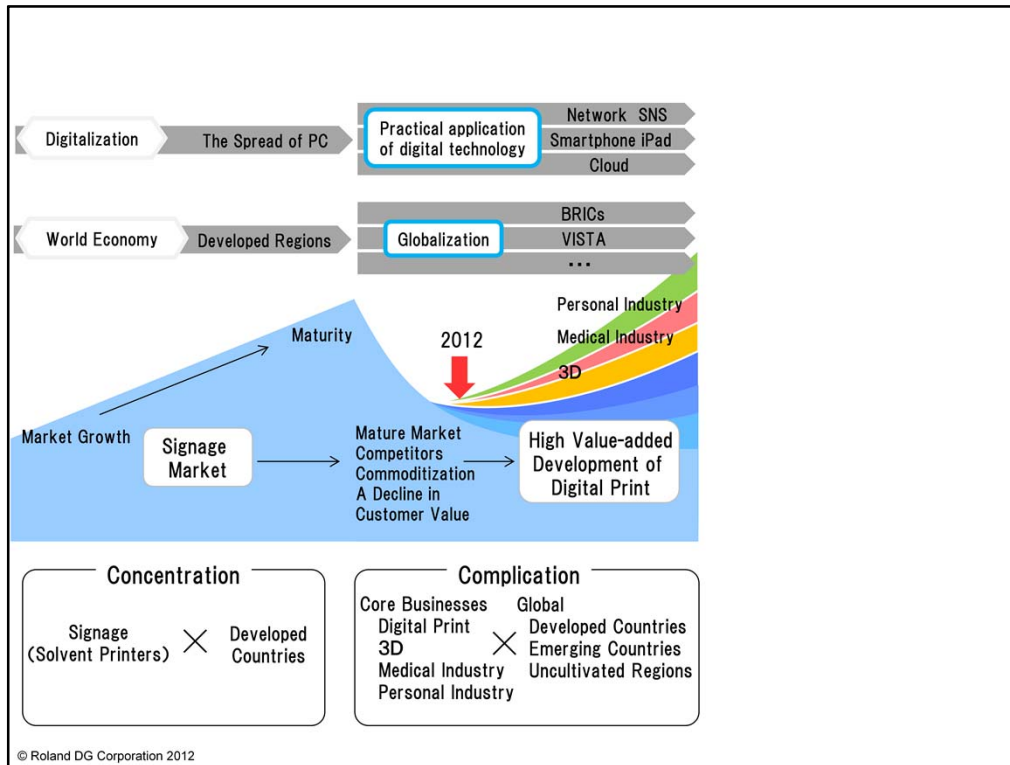 Digitalization
The Spread of PC
Practical application
of digital technology
Network SNS
Smartphone iPad
Cloud
World Economy
Developed Regions
Globalization
BRICs
VISTA
...
Personal Industry
Maturity
2012
Medical Industry
3D
Market Growth
Signage
Market
Mature Market
Competitors
Commoditization
A Decline in
Customer Value
High Value-added
Development of
Digital Print
Concentration
Signage
(Solvent Printers)
×
Developed
Countries
Complication
Core Businesses
Digital Print
3D
Medical Industry
Personal Industry
×
Global
Developed Countries
Emerging Countries
Uncultivated Regions
© Roland DG Corporation 2012